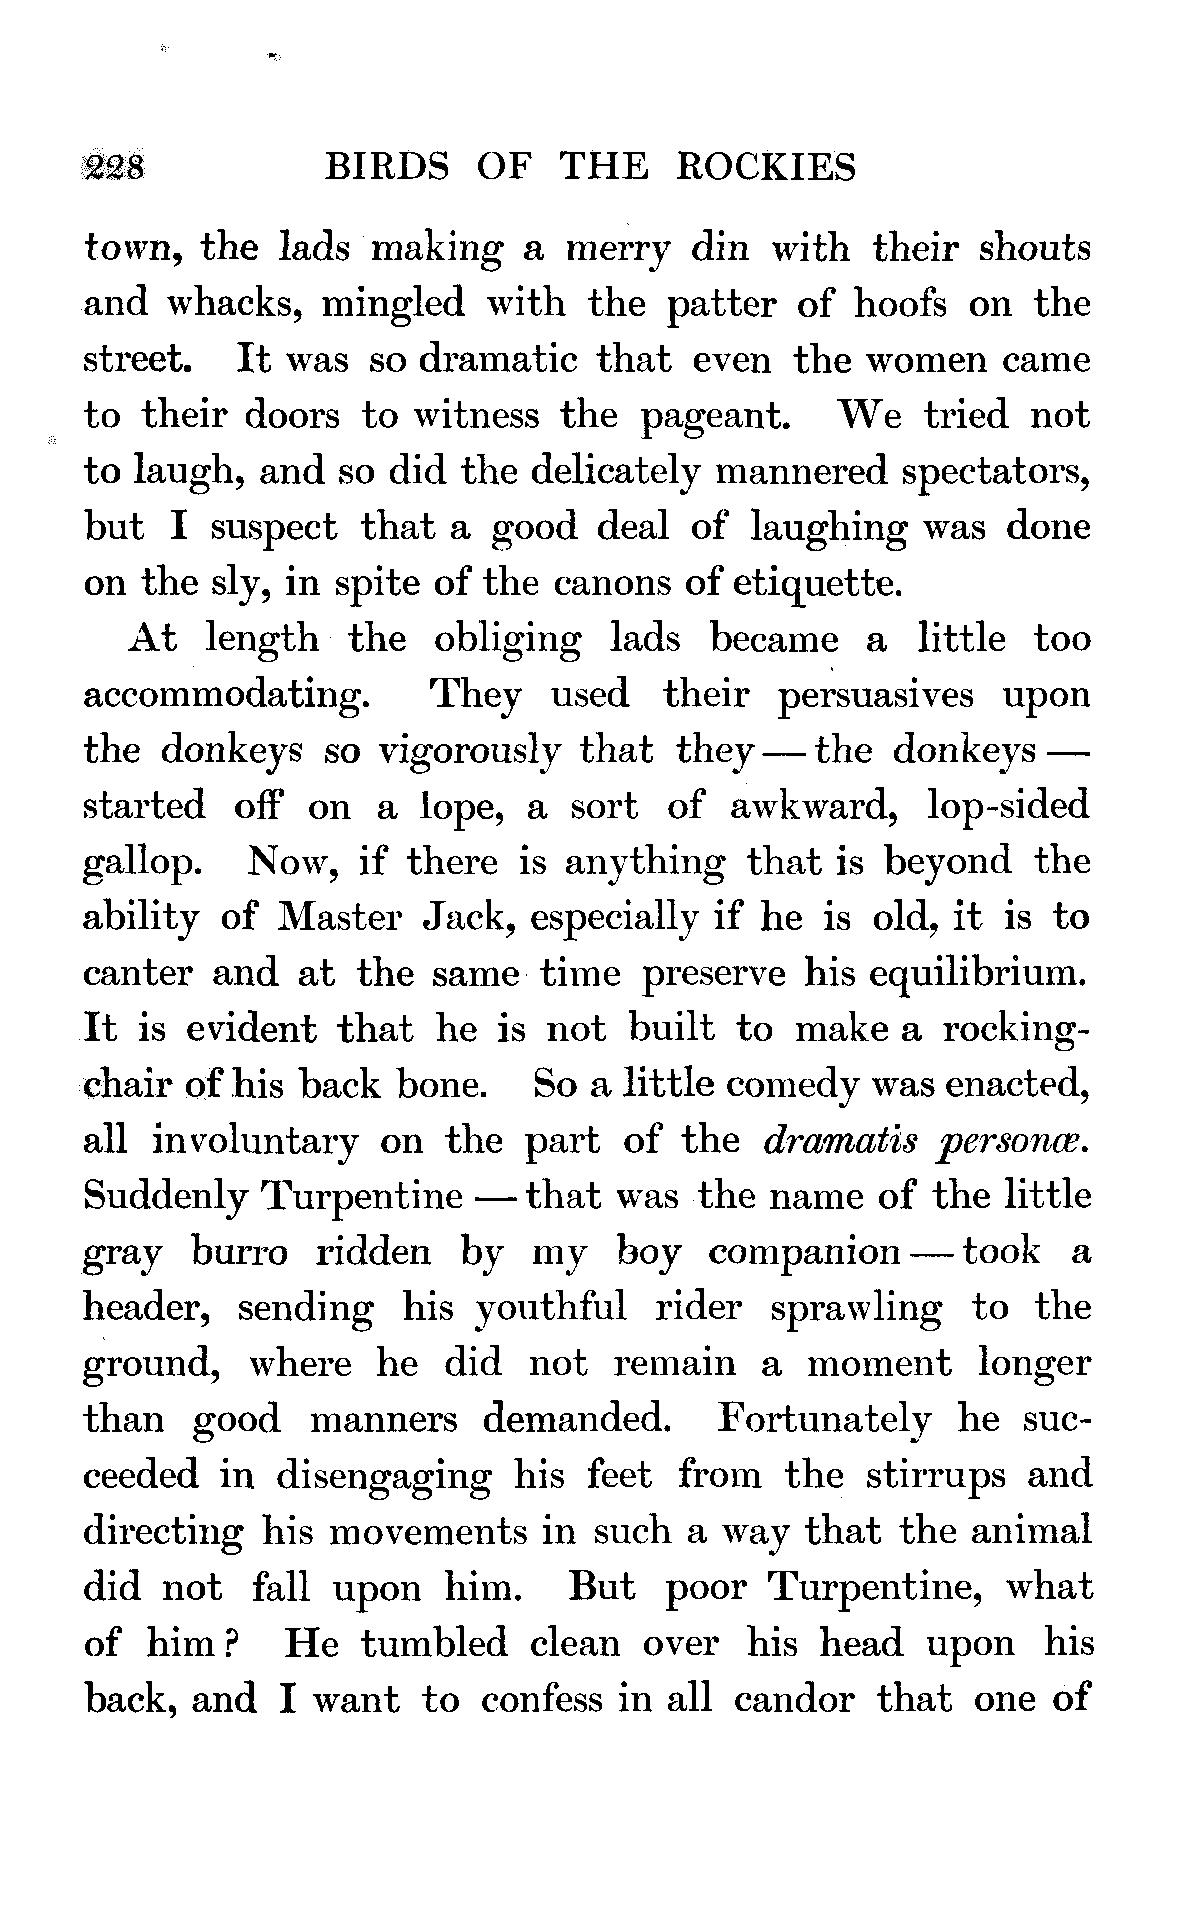 228 BIRDS OF THE ROCKIES
town, the lads making a merry din with their shouts
and whacks, mingled with the patter of hoofs on the
street. It was so dramatic that even the women came
to their doors to witness the pageant. We tried not
to laugh, and so did the delicately mannered spectators,
but I suspect that a good deal of laughing was done
on the sly, in spite of the canons of etiquette.
At length the obliging lads became a little too
accommodating. They used their persuasives upon
the donkeys so vigorously that they — the donkeys —
started off on a lope, a sort of awkward, lop-sided
gallop. Now, if there is anything that is beyond the
ability of Master Jack, especially if he is old, it is to
canter and at the same time preserve his equilibrium.
It is evident that he is not built to make a rocking-
chair of his back bone. So a little comedy was enacted,
all involuntary on the part of the dramatis personœ.
Suddenly Turpentine — that was the name of the little
gray burro ridden by my boy companion — took a
header, sending his youthful rider sprawling to the
ground, where he did not remain a moment longer
than good manners demanded. Fortunately he suc-
ceeded in disengaging his feet from the stirrups and
directing his movements in such a way that the animal
did not fall upon him. But poor Turpentine, what
of him? He tumbled clean over his head upon his
back, and I want to confess in all candor that one of